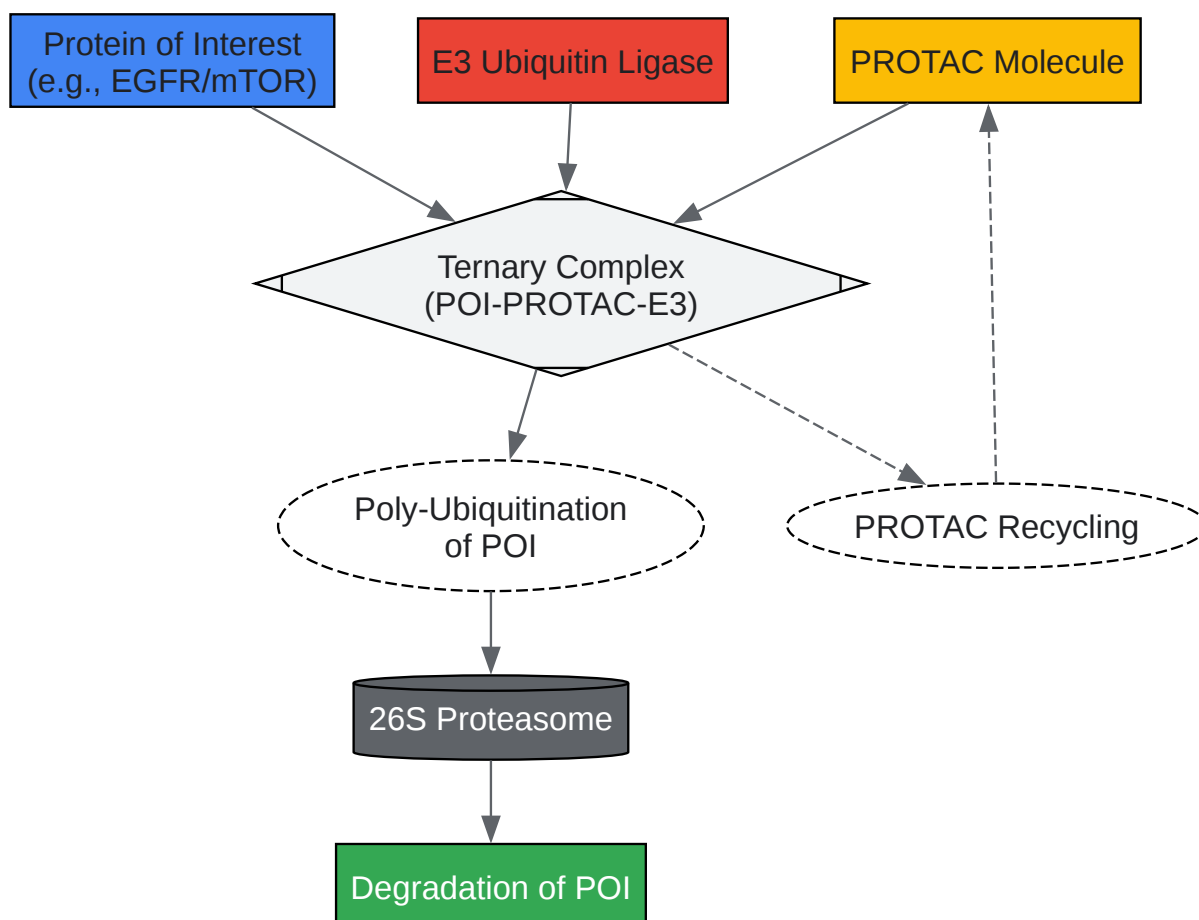 Protein of Interest
(e.g., EGFR/mTOR)
E3 Ubiquitin Ligase
PROTAC Molecule
Ternary Complex
(POI-PROTAC-E3)
Poly-Ubiquitination
of POI
PROTAC Recycling
26S Proteasome
Degradation of POI